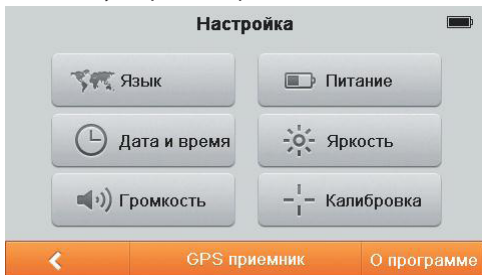 Настройка
Язык
Питание
Дата и время
Яркость
Громкость
Калибровка
GPS приемник
О программе